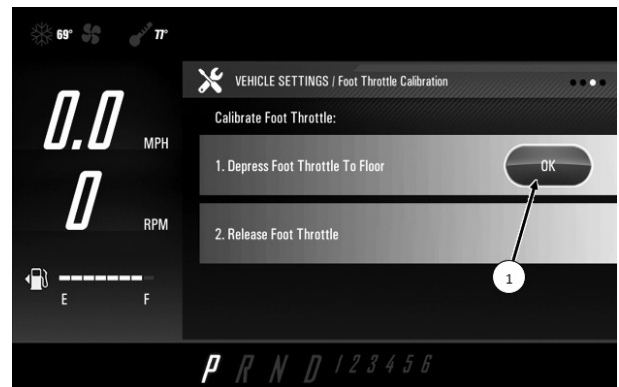 69° 77°
VEHICLE SETTINGS / Foot Throttle Calibration
Calibrate Foot Throttle:
0.0 MPH
1. Depress Foot Throttle To Floor OK
0 RPM
2. Release Foot Throttle
1
E F
P R N D 1 2 3 4 5 6